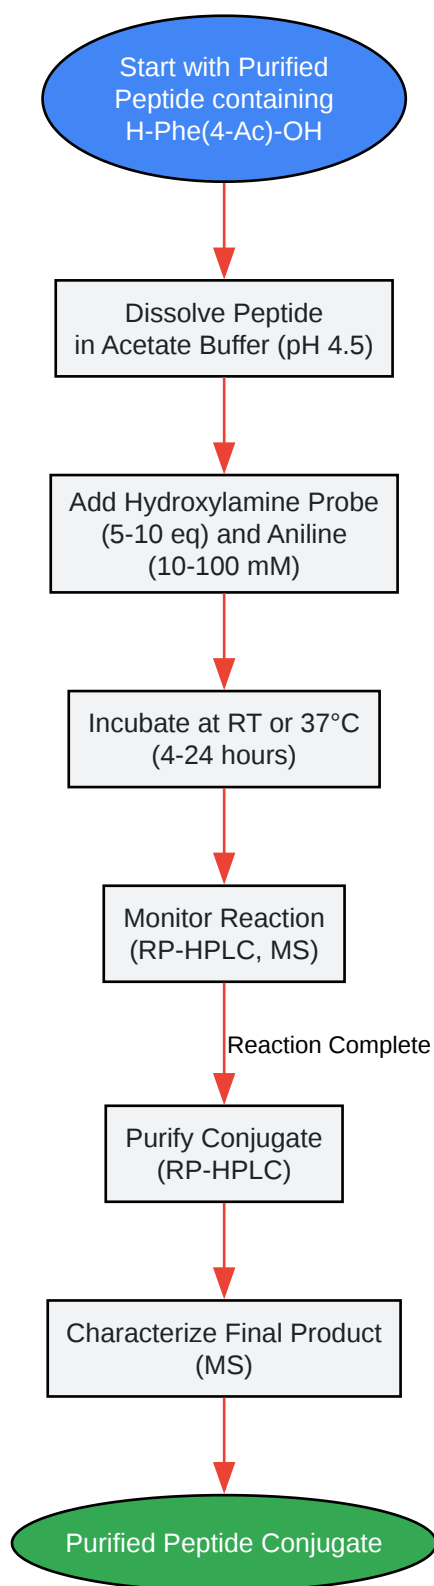 Start with Purified
Peptide containing
H-Phe(4-Ac)-OH
Dissolve Peptide
in Acetate Buffer (pH 4.5)
Add Hydroxylamine Probe
(5-10 eq) and Aniline
(10-100 mM)
Incubate at RT or 37°C
(4-24 hours)
Monitor Reaction
(RP-HPLC, MS)
Reaction Complete
Purify Conjugate
(RP-HPLC)
Characterize Final Product
(MS)
Purified Peptide Conjugate